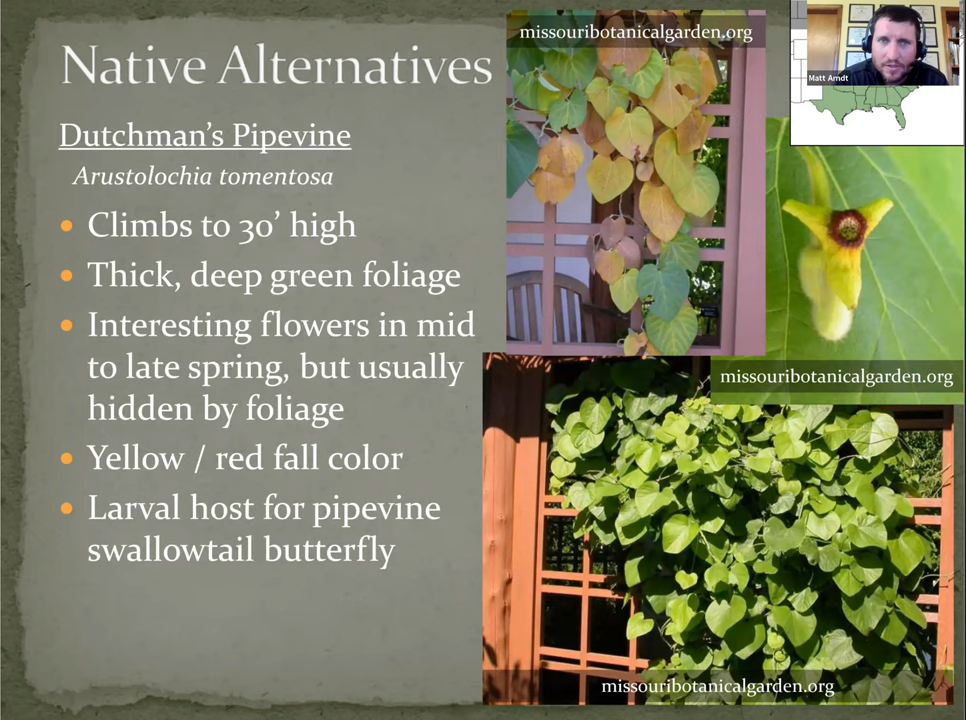 Native Alternatives
Dutchman's Pipevine
Arustolochia tomentosa
• Climbs to 30' high
• Thick, deep green foliage
• Interesting flowers in mid
to late spring, but usually
hidden by foliage
• Yellow / red fall color
• Larval host for pipevine
swallowtail butterfly
missouribotanicalgarden.org
Matt Arndt
missouribotanicalgarden.org
missouribotanicalgarden.org